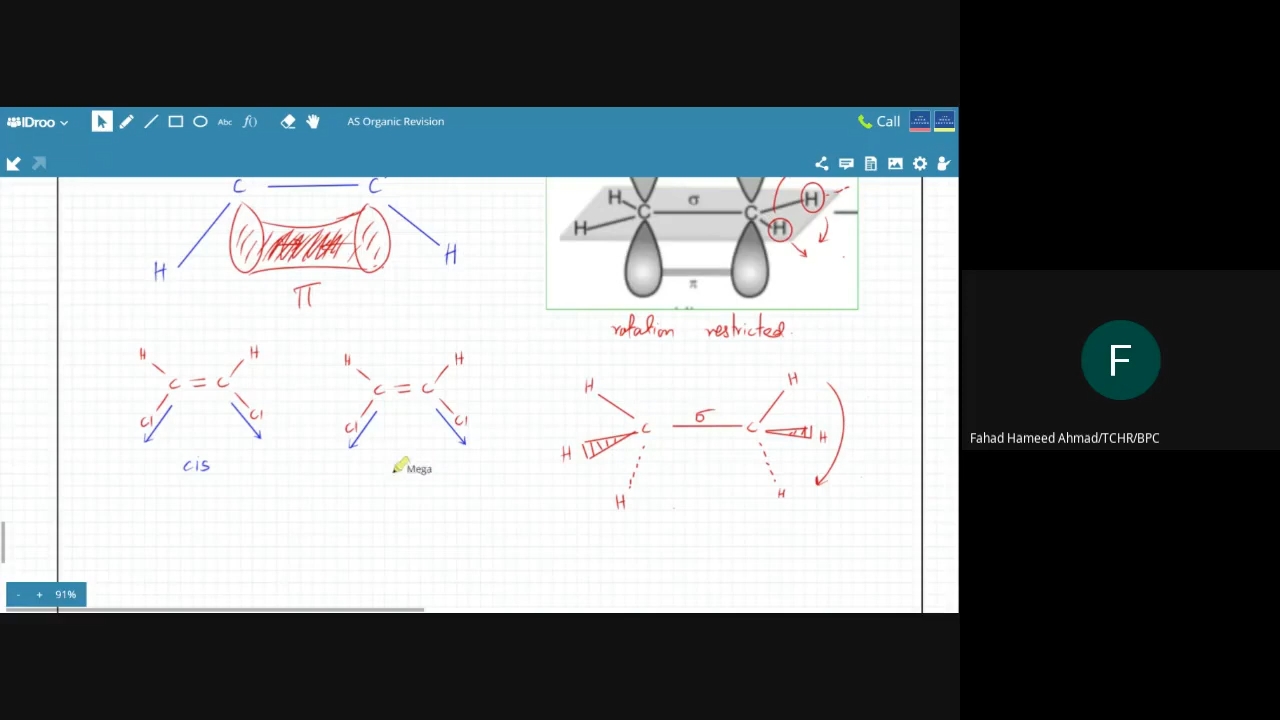 IDroo
Abc
f()
AS Organic Revision
Call
C C
H H
π
H σ H
C C
H H
π
rotation restricted.
H H
C = C
Cl Cl
cis
H H
C = C
Cl Cl
Mega
H H
σ
C C
H H
H H
Fahad Hameed Ahmad/TCHR/BPC
F
- + 91%